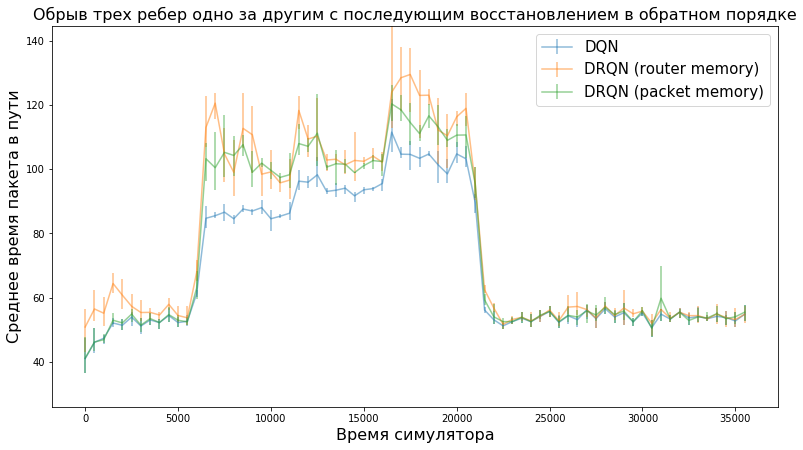 Обрыв трех ребер одно за другим с последующим восстановлением в обратном порядке
DQN
DRQN (router memory)
DRQN (packet memory)
Среднее время пакета в пути
140
120
100
80
60
40
0
5000
10000
15000
20000
25000
30000
35000
Время симулятора